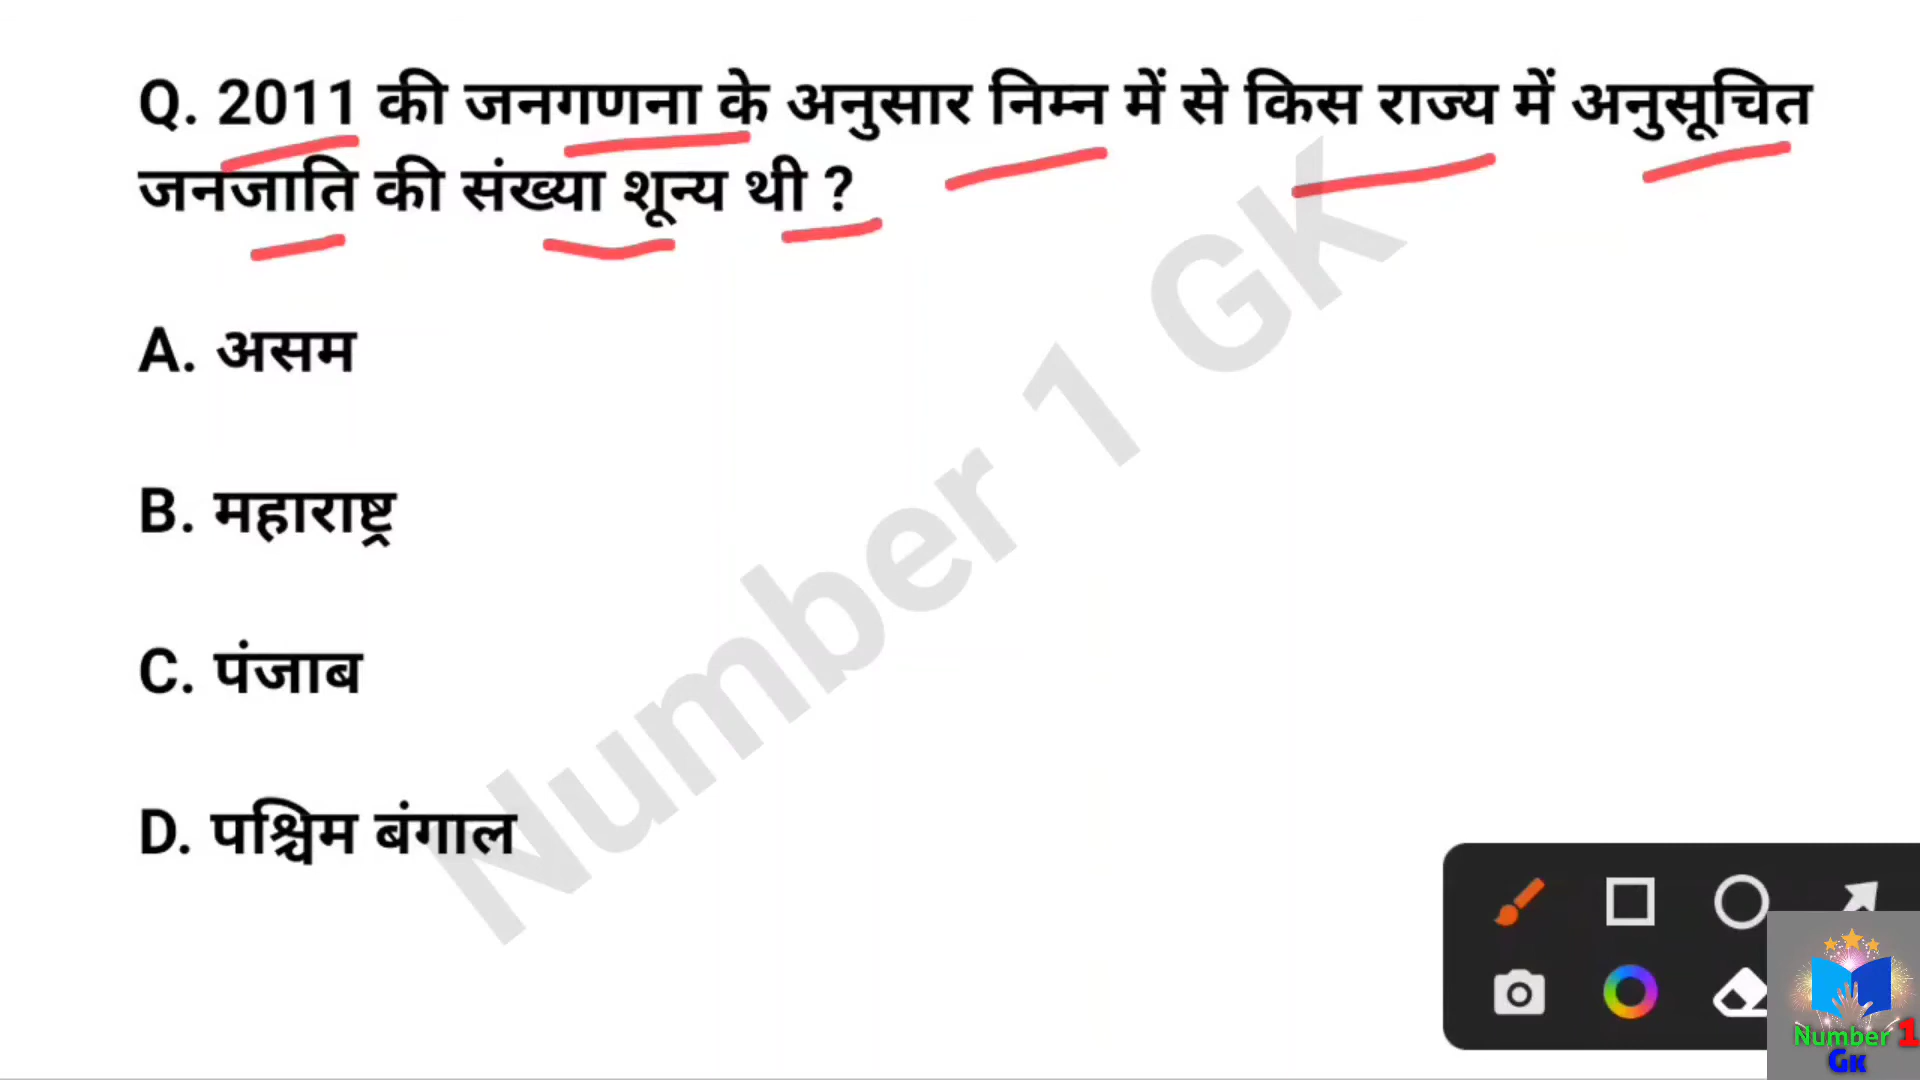 Q. 2011 की जनगणना के अनुसार निम्न में से किस राज्य में अनुसूचित
जनजाति की संख्या शून्य थी ?
A. असम
B. महाराष्ट्र
C. पंजाब
D. पश्चिम बंगाल
Number 1 GK
Number 1
GK